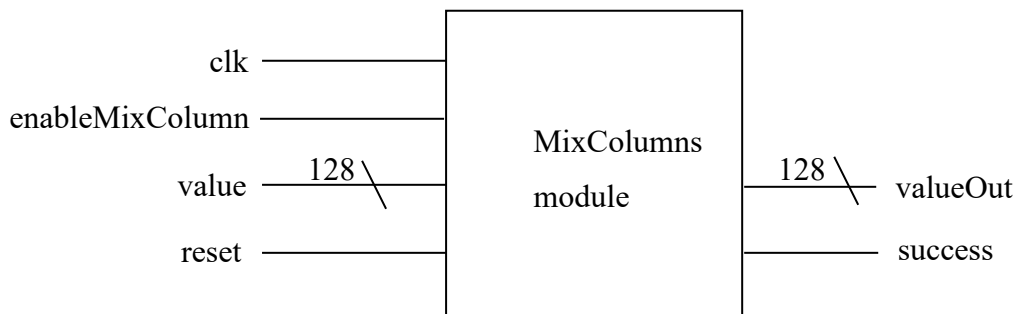 clk
enableMixColumn
128
value
reset
MixColumns
module
128
valueOut
success